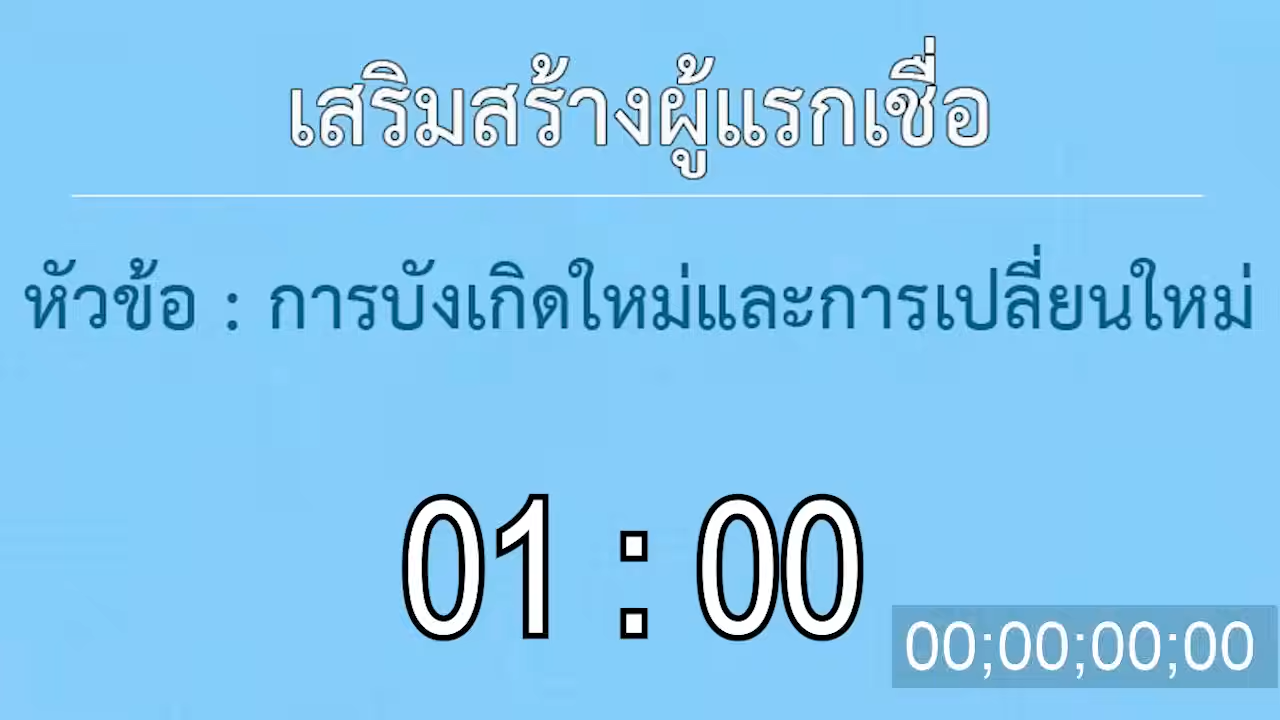 เสริมสร้างผู้แรกเชื่อ
หัวข้อ : การบังเกิดใหม่และการเปลี่ยนใหม่
01 : 00
00;00;00;00